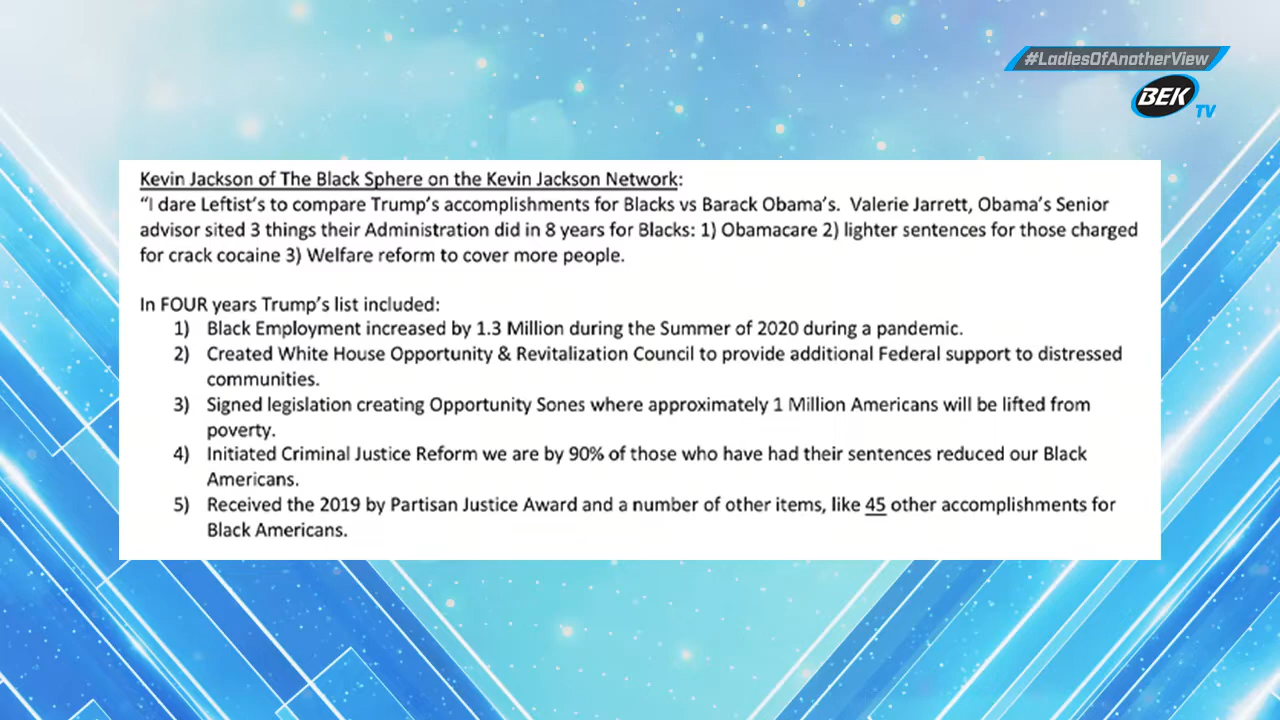 #LadiesOfAnotherView
BEK TV
Kevin Jackson of The Black Sphere on the Kevin Jackson Network:
“I dare Leftist’s to compare Trump’s accomplishments for Blacks vs Barack Obama’s. Valerie Jarrett, Obama’s Senior
advisor sited 3 things their Administration did in 8 years for Blacks: 1) Obamacare 2) lighter sentences for those charged
for crack cocaine 3) Welfare reform to cover more people.
In FOUR years Trump’s list included:
1) Black Employment increased by 1.3 Million during the Summer of 2020 during a pandemic.
2) Created White House Opportunity & Revitalization Council to provide additional Federal support to distressed
communities.
3) Signed legislation creating Opportunity Sones where approximately 1 Million Americans will be lifted from
poverty.
4) Initiated Criminal Justice Reform we are by 90% of those who have had their sentences reduced our Black
Americans.
5) Received the 2019 by Partisan Justice Award and a number of other items, like 45 other accomplishments for
Black Americans.